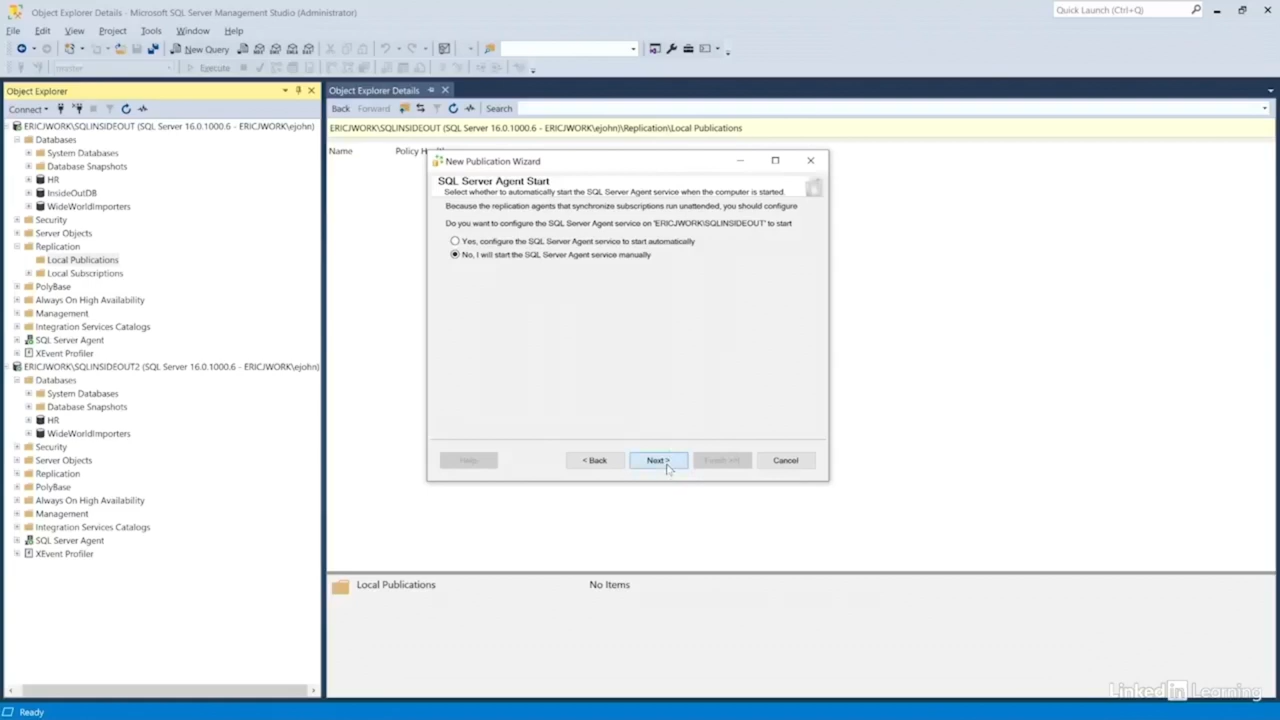 Object Explorer Details - Microsoft SQL Server Management Studio (Administrator)
Quick Launch (Ctrl+Q)
File Edit View Project Tools Window Help
New Query
master
Execute
Object Explorer
Connect
ERICJWORK\SQLINSIDEOUT (SQL Server 16.0.1000.6 - ERICJWORK\ejohn)
Databases
System Databases
Database Snapshots
HR
InsideOutDB
WideWorldImporters
Security
Server Objects
Replication
Local Publications
Local Subscriptions
PolyBase
Always On High Availability
Management
Integration Services Catalogs
SQL Server Agent
XEvent Profiler
ERICJWORK\SQLINSIDEOUT2 (SQL Server 16.0.1000.6 - ERICJWORK\ejohn)
Databases
System Databases
Database Snapshots
HR
WideWorldImporters
Security
Server Objects
Replication
PolyBase
Always On High Availability
Management
Integration Services Catalogs
SQL Server Agent
XEvent Profiler
Object Explorer Details
Back Forward Search
ERICJWORK\SQLINSIDEOUT (SQL Server 16.0.1000.6 - ERICJWORK\ejohn)\Replication\Local Publications
Name Policy
New Publication Wizard
SQL Server Agent Start
Select whether to automatically start the SQL Server Agent service when the computer is started.
Because the replication agents that synchronize subscriptions run unattended, you should configure
Do you want to configure the SQL Server Agent service on 'ERICJWORK\SQLINSIDEOUT' to start
Yes, configure the SQL Server Agent service to start automatically
No, I will start the SQL Server Agent service manually
Help < Back Next > Finish >>| Cancel
Local Publications No Items
LinkedIn Learning
Ready